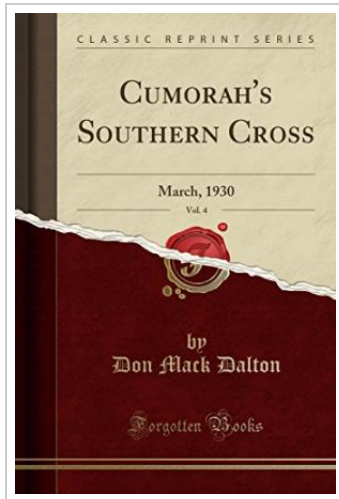 CLASSIC REPRINT SERIES
CUMORAH'S
SOUTHERN CROSS
MARCH, 1930
Vol. 4
by
Don Mack Dalton
Forgotten Books